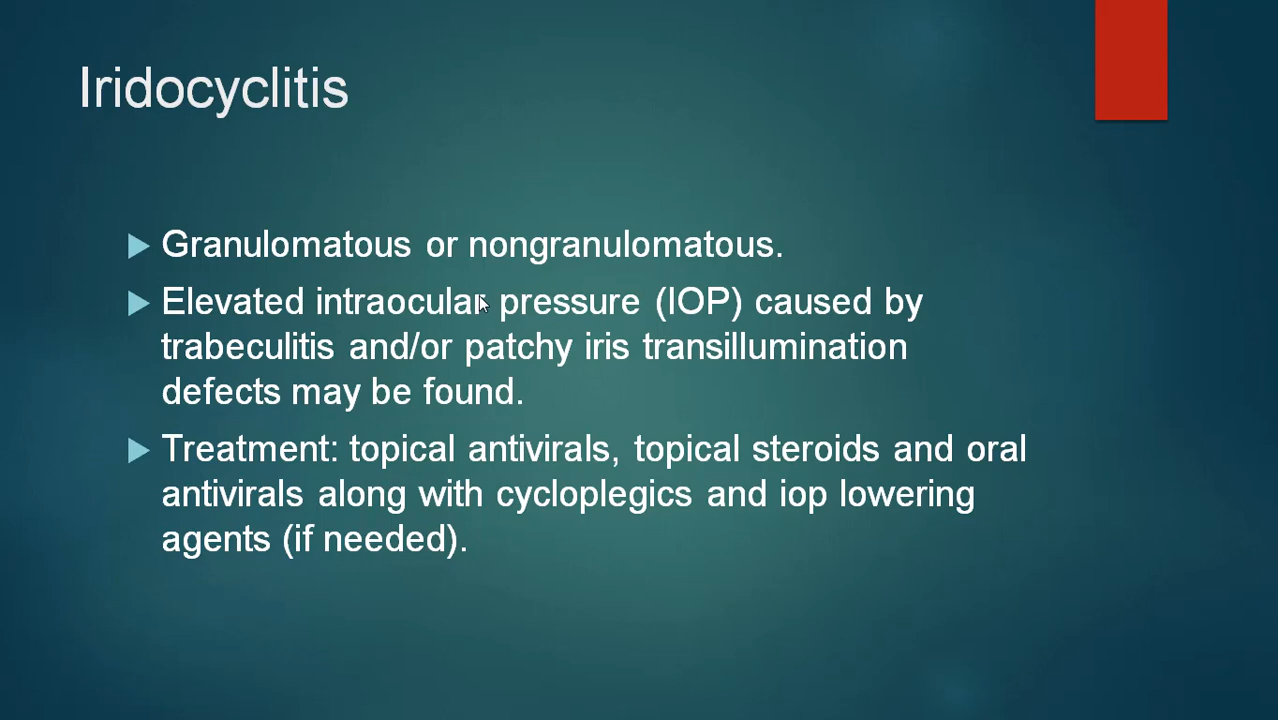 Iridocyclitis
Granulomatous or nongranulomatous.
Elevated intraocular pressure (IOP) caused by
trabeculitis and/or patchy iris transillumination
defects may be found.
Treatment: topical antivirals, topical steroids and oral
antivirals along with cycloplegics and iop lowering
agents (if needed).